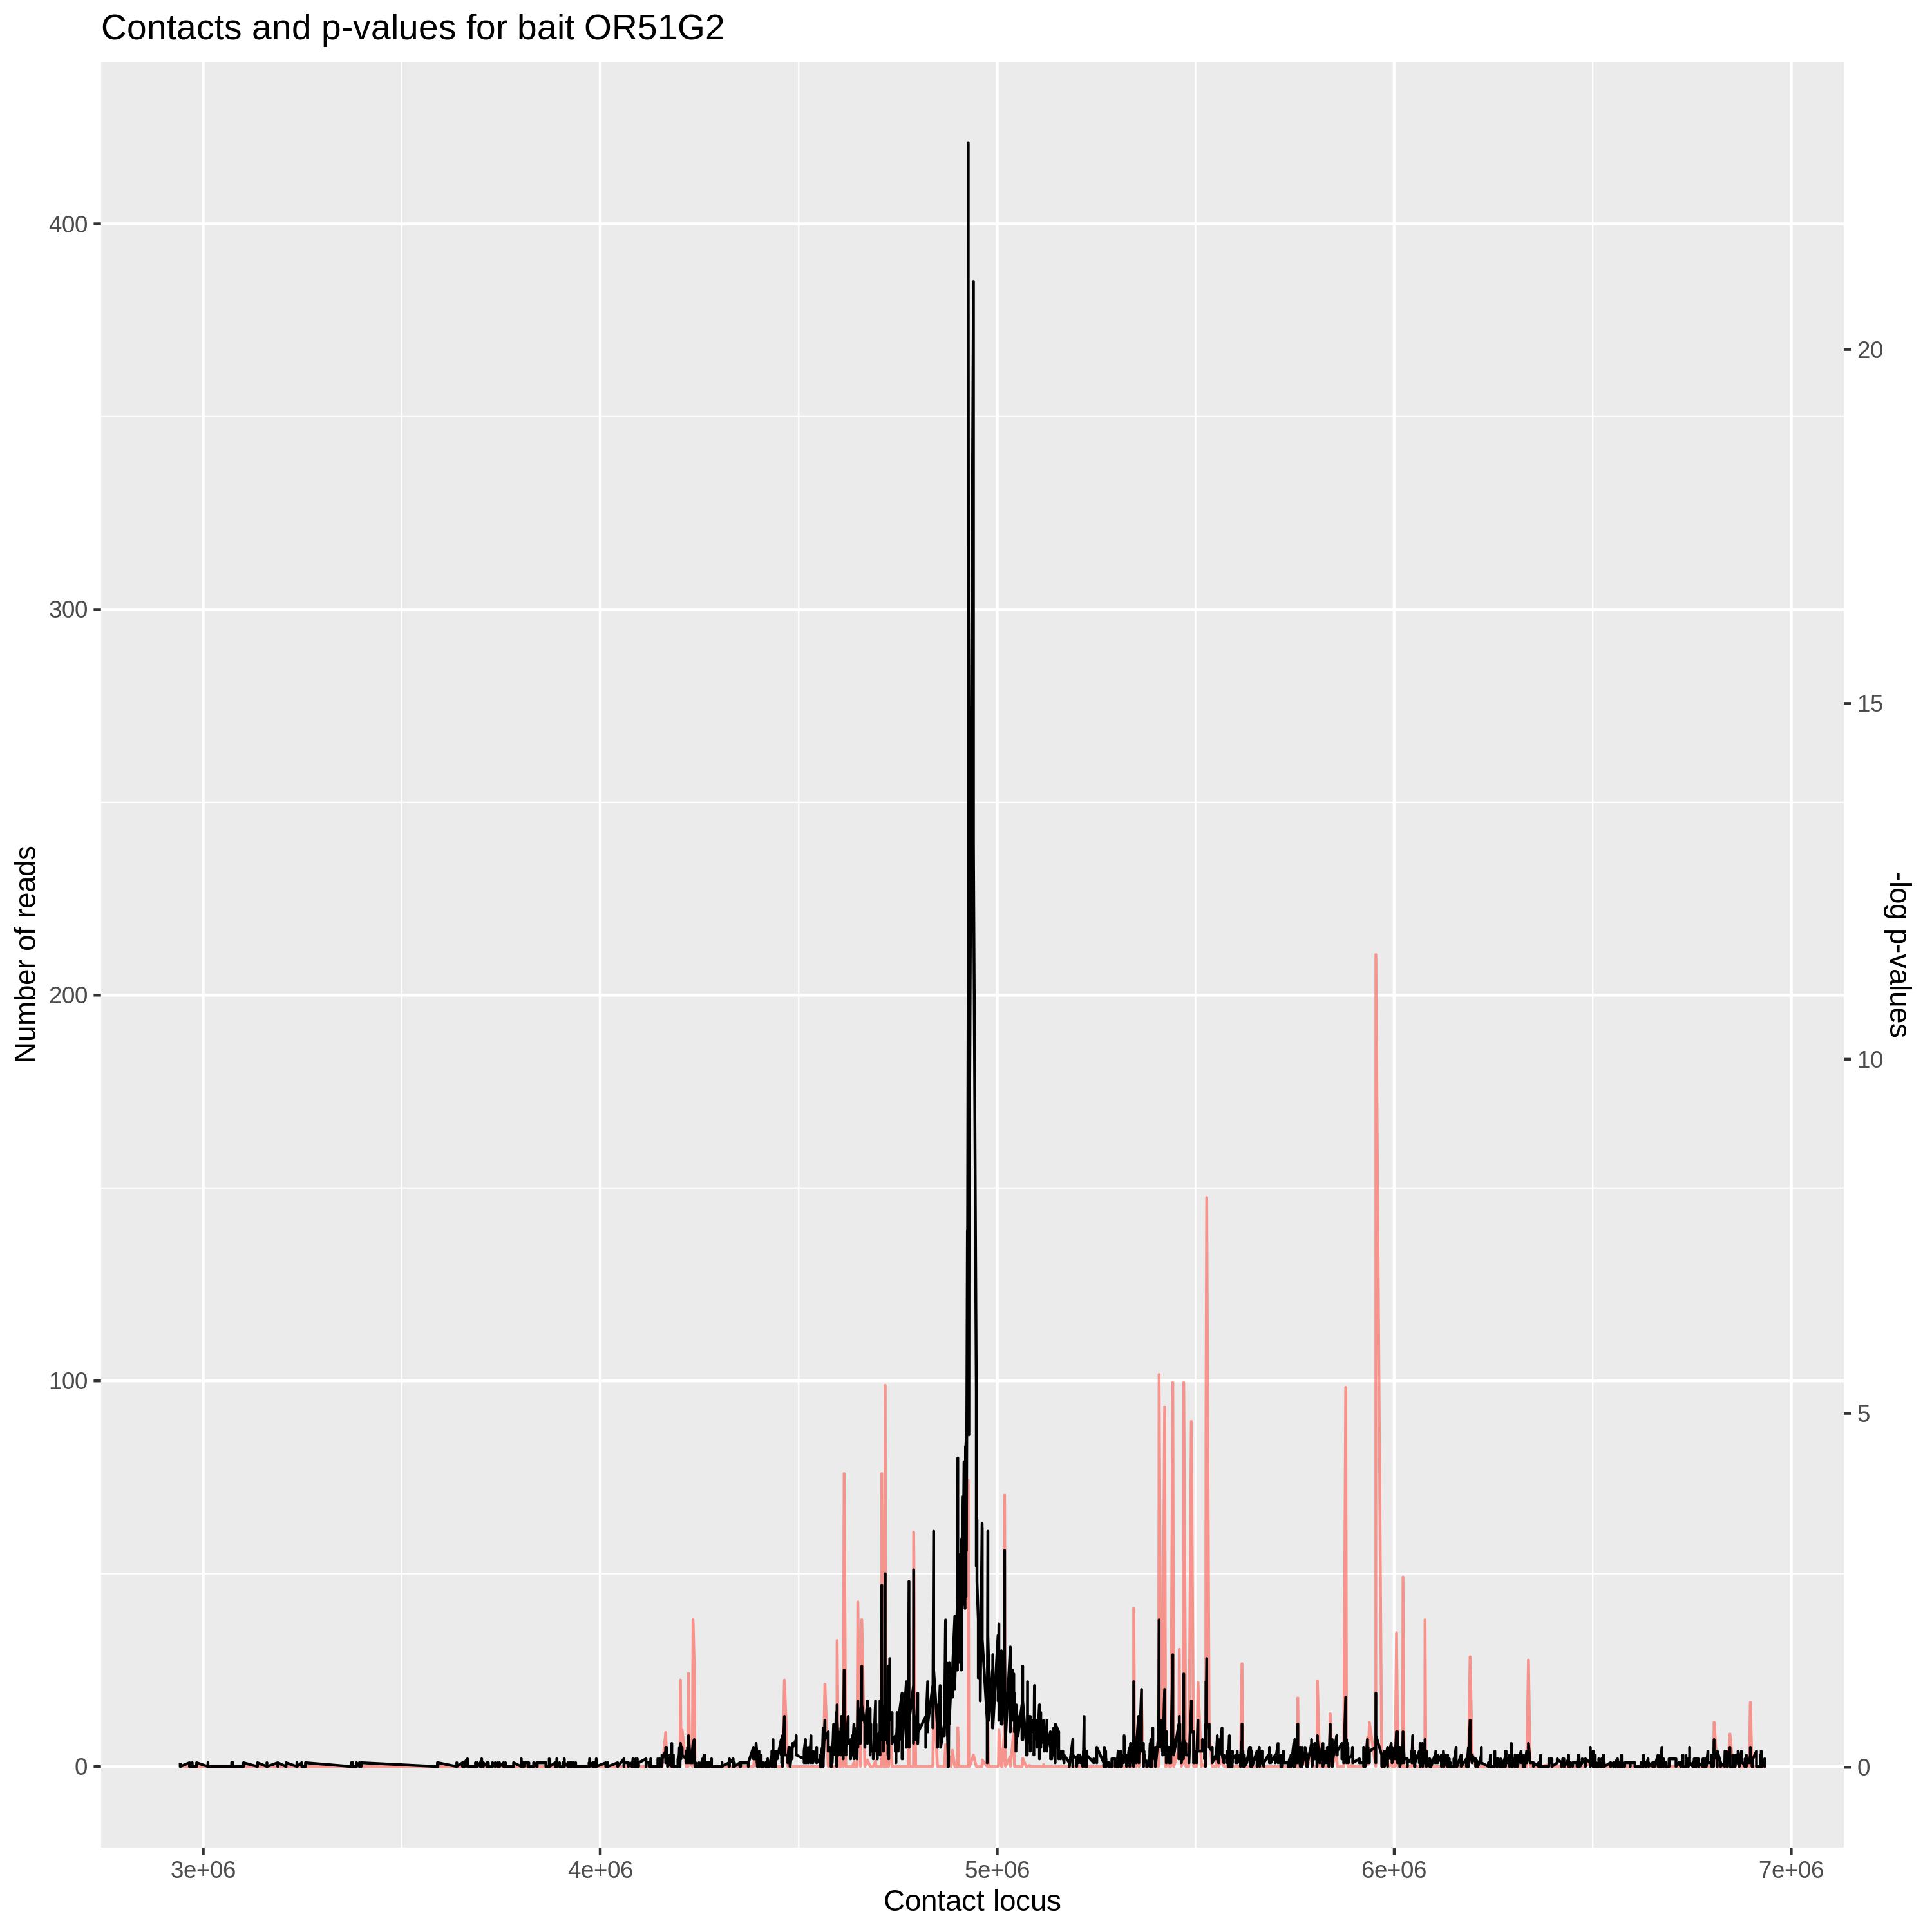 Contacts and p-values for bait OR51G2
400
300
200
100
0
Number of reads
20
15
10
5
0
-log p-values
3e+06
4e+06
5e+06
6e+06
7e+06
Contact locus